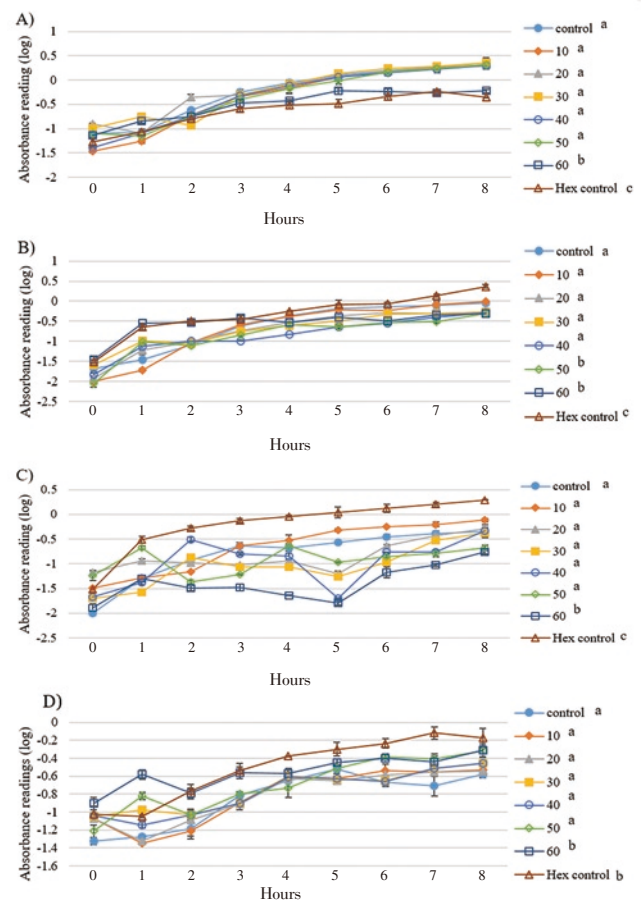 A)
Absorbance reading (log)
1
0.5
0
-0.5
-1
-1.5
-2
0 1 2 3 4 5 6 7 8
Hours
control a
10 a
20 a
30 a
40 a
50 a
60 b
Hex control c
B)
Absorbance reading (log)
1
0.5
0
-0.5
-1
-1.5
-2
-2.5
0 1 2 3 4 5 6 7 8
Hours
control a
10 a
20 a
30 a
40 a
50 b
60 b
Hex control c
C)
Absorbance reading (log)
0.5
0
-0.5
-1
-1.5
-2
-2.5
0 1 2 3 4 5 6 7 8
Hours
control a
10 a
20 a
30 a
40 a
50 a
60 b
Hex control c
D)
Absorbance readings (log)
0
-0.2
-0.4
-0.6
-0.8
-1
-1.2
-1.4
-1.6
0 1 2 3 4 5 6 7 8
Hours
control a
10 a
20 a
30 a
40 a
50 a
60 b
Hex control b